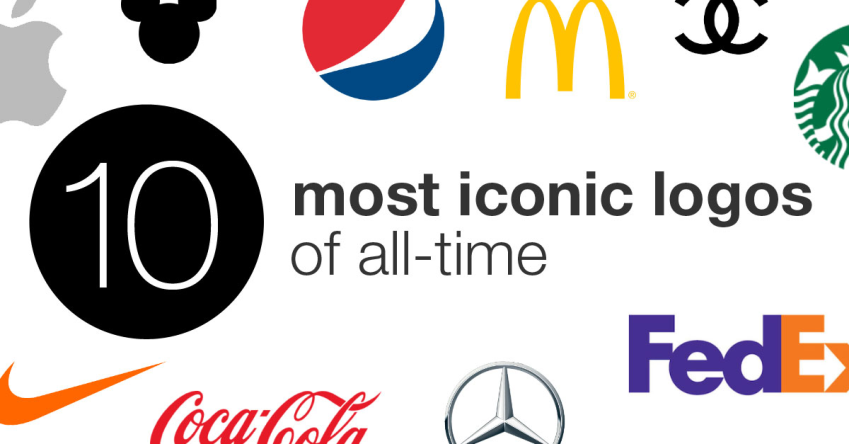 ®
10
most iconic logos
of all-time
FedEx
Coca-Cola